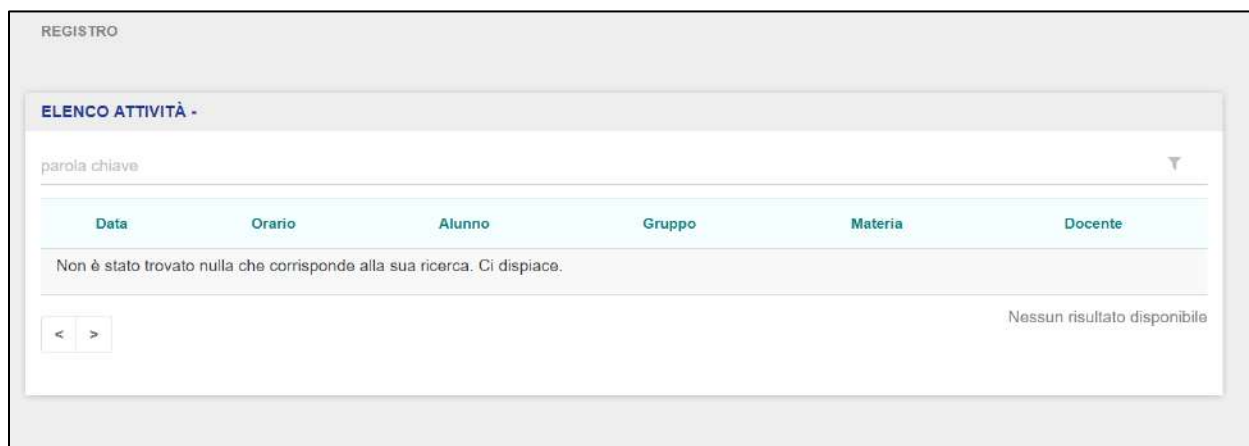 REGISTRO
ELENCO ATTIVITÀ -
parola chiave
Data Orario Alunno Gruppo Materia Docente
Non è stato trovato nulla che corrisponde alla sua ricerca. Ci dispiace.
Nessun risultato disponibile
< >